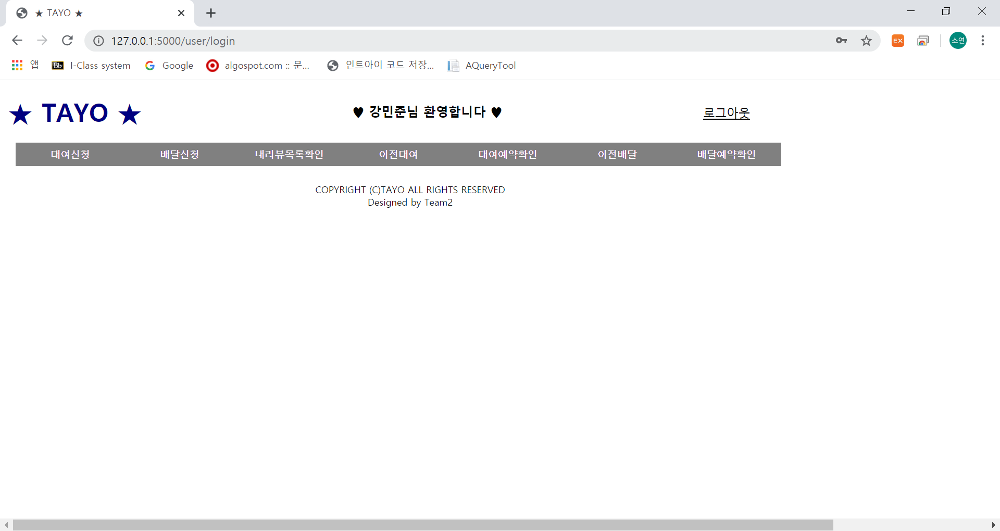 ★ TAYO ★
127.0.0.1:5000/user/login
EX
소연
앱 Bb I-Class system Google algospot.com :: 문... 인트아이 코드 저장... AQueryTool
★ TAYO ★ ♥ 강민준님 환영합니다 ♥ 로그아웃
대여신청 배달신청 내리뷰목록확인 이전대여 대여예약확인 이전배달 배달예약확인
COPYRIGHT (C)TAYO ALL RIGHTS RESERVED
Designed by Team2